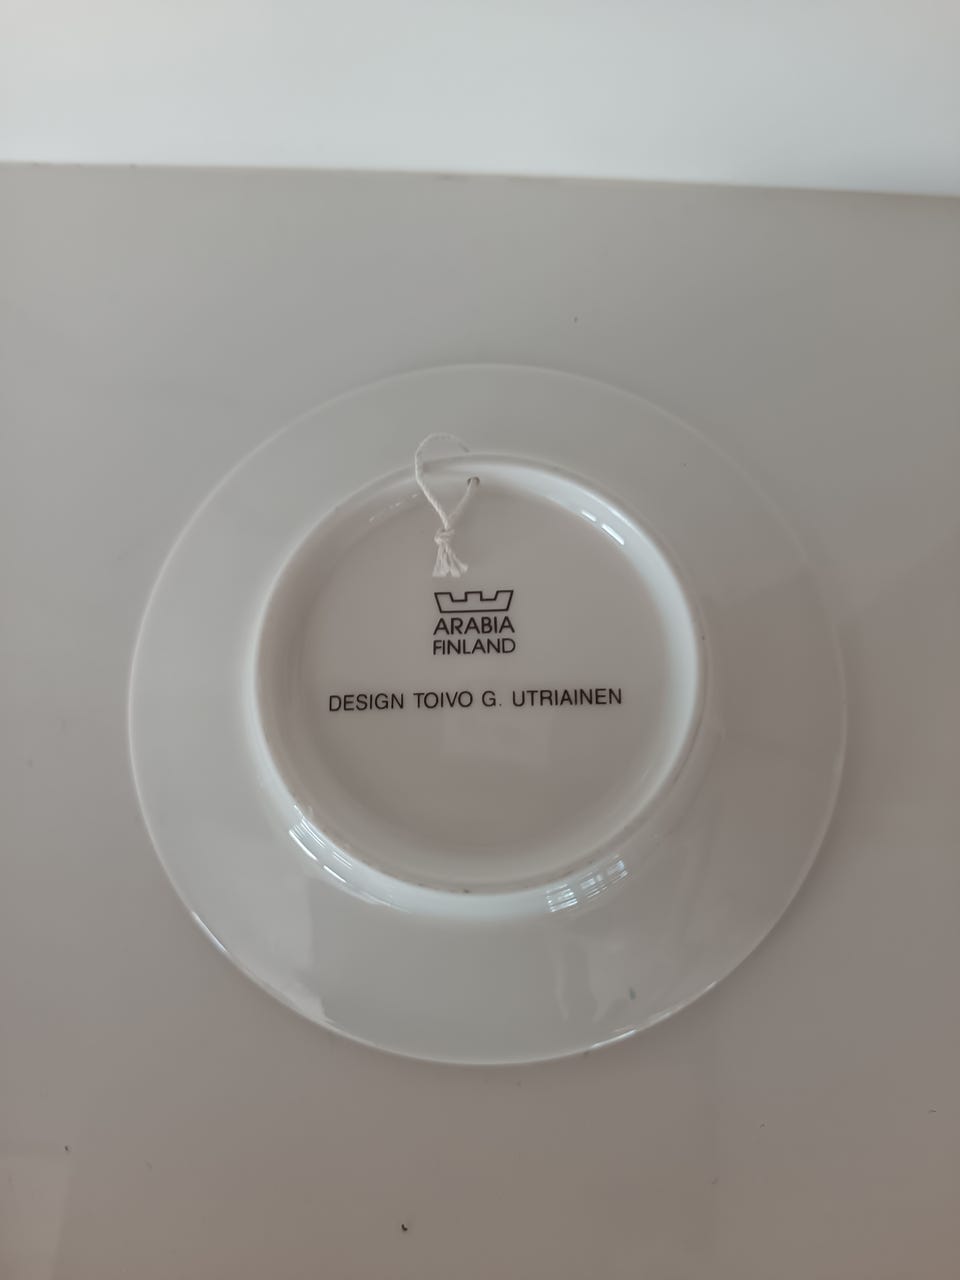 ARABIA
FINLAND
DESIGN TOIVO G. UTRIAINEN